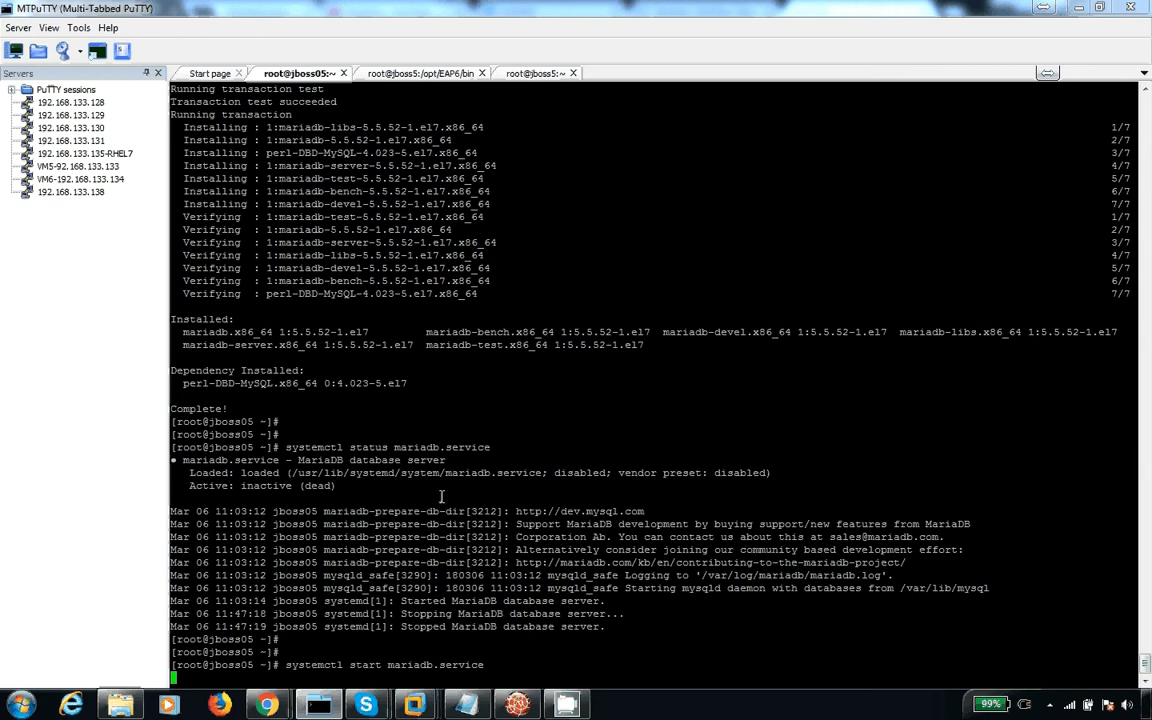 MTPuTTY (Multi-Tabbed PuTTY)
Server View Tools Help
Servers
PuTTY sessions
192.168.133.128
192.168.133.129
192.168.133.130
192.168.133.131
192.168.133.135-RHEL7
VM5-92.168.133.133
VM6-192.168.133.134
192.168.133.138
Start page root@jboss05:~ root@jboss5:/opt/EAP6/bin root@jboss5:~
Running transaction test
Transaction test succeeded
Running transaction
Installing : 1:mariadb-libs-5.5.52-1.el7.x86_64 1/7
Installing : 1:mariadb-5.5.52-1.el7.x86_64 2/7
Installing : perl-DBD-MySQL-4.023-5.el7.x86_64 3/7
Installing : 1:mariadb-server-5.5.52-1.el7.x86_64 4/7
Installing : 1:mariadb-test-5.5.52-1.el7.x86_64 5/7
Installing : 1:mariadb-bench-5.5.52-1.el7.x86_64 6/7
Installing : 1:mariadb-devel-5.5.52-1.el7.x86_64 7/7
Verifying : 1:mariadb-test-5.5.52-1.el7.x86_64 1/7
Verifying : 1:mariadb-5.5.52-1.el7.x86_64 2/7
Verifying : 1:mariadb-server-5.5.52-1.el7.x86_64 3/7
Verifying : 1:mariadb-libs-5.5.52-1.el7.x86_64 4/7
Verifying : 1:mariadb-devel-5.5.52-1.el7.x86_64 5/7
Verifying : 1:mariadb-bench-5.5.52-1.el7.x86_64 6/7
Verifying : perl-DBD-MySQL-4.023-5.el7.x86_64 7/7
Installed:
mariadb.x86_64 1:5.5.52-1.el7 mariadb-bench.x86_64 1:5.5.52-1.el7 mariadb-devel.x86_64 1:5.5.52-1.el7 mariadb-libs.x86_64 1:5.5.52-1.el7
mariadb-server.x86_64 1:5.5.52-1.el7 mariadb-test.x86_64 1:5.5.52-1.el7
Dependency Installed:
perl-DBD-MySQL.x86_64 0:4.023-5.el7
Complete!
[root@jboss05 ~]#
[root@jboss05 ~]#
[root@jboss05 ~]# systemctl status mariadb.service
● mariadb.service - MariaDB database server
Loaded: loaded (/usr/lib/systemd/system/mariadb.service; disabled; vendor preset: disabled)
Active: inactive (dead)
Mar 06 11:03:12 jboss05 mariadb-prepare-db-dir[3212]: http://dev.mysql.com
Mar 06 11:03:12 jboss05 mariadb-prepare-db-dir[3212]: Support MariaDB development by buying support/new features from MariaDB
Mar 06 11:03:12 jboss05 mariadb-prepare-db-dir[3212]: Corporation Ab. You can contact us about this at sales@mariadb.com.
Mar 06 11:03:12 jboss05 mariadb-prepare-db-dir[3212]: Alternatively consider joining our community based development effort:
Mar 06 11:03:12 jboss05 mariadb-prepare-db-dir[3212]: http://mariadb.com/kb/en/contributing-to-the-mariadb-project/
Mar 06 11:03:12 jboss05 mysqld_safe[3290]: 180306 11:03:12 mysqld_safe Logging to '/var/log/mariadb/mariadb.log'.
Mar 06 11:03:12 jboss05 mysqld_safe[3290]: 180306 11:03:12 mysqld_safe Starting mysqld daemon with databases from /var/lib/mysql
Mar 06 11:03:14 jboss05 systemd[1]: Started MariaDB database server.
Mar 06 11:47:18 jboss05 systemd[1]: Stopping MariaDB database server...
Mar 06 11:47:19 jboss05 systemd[1]: Stopped MariaDB database server.
[root@jboss05 ~]#
[root@jboss05 ~]#
[root@jboss05 ~]# systemctl start mariadb.service
99%